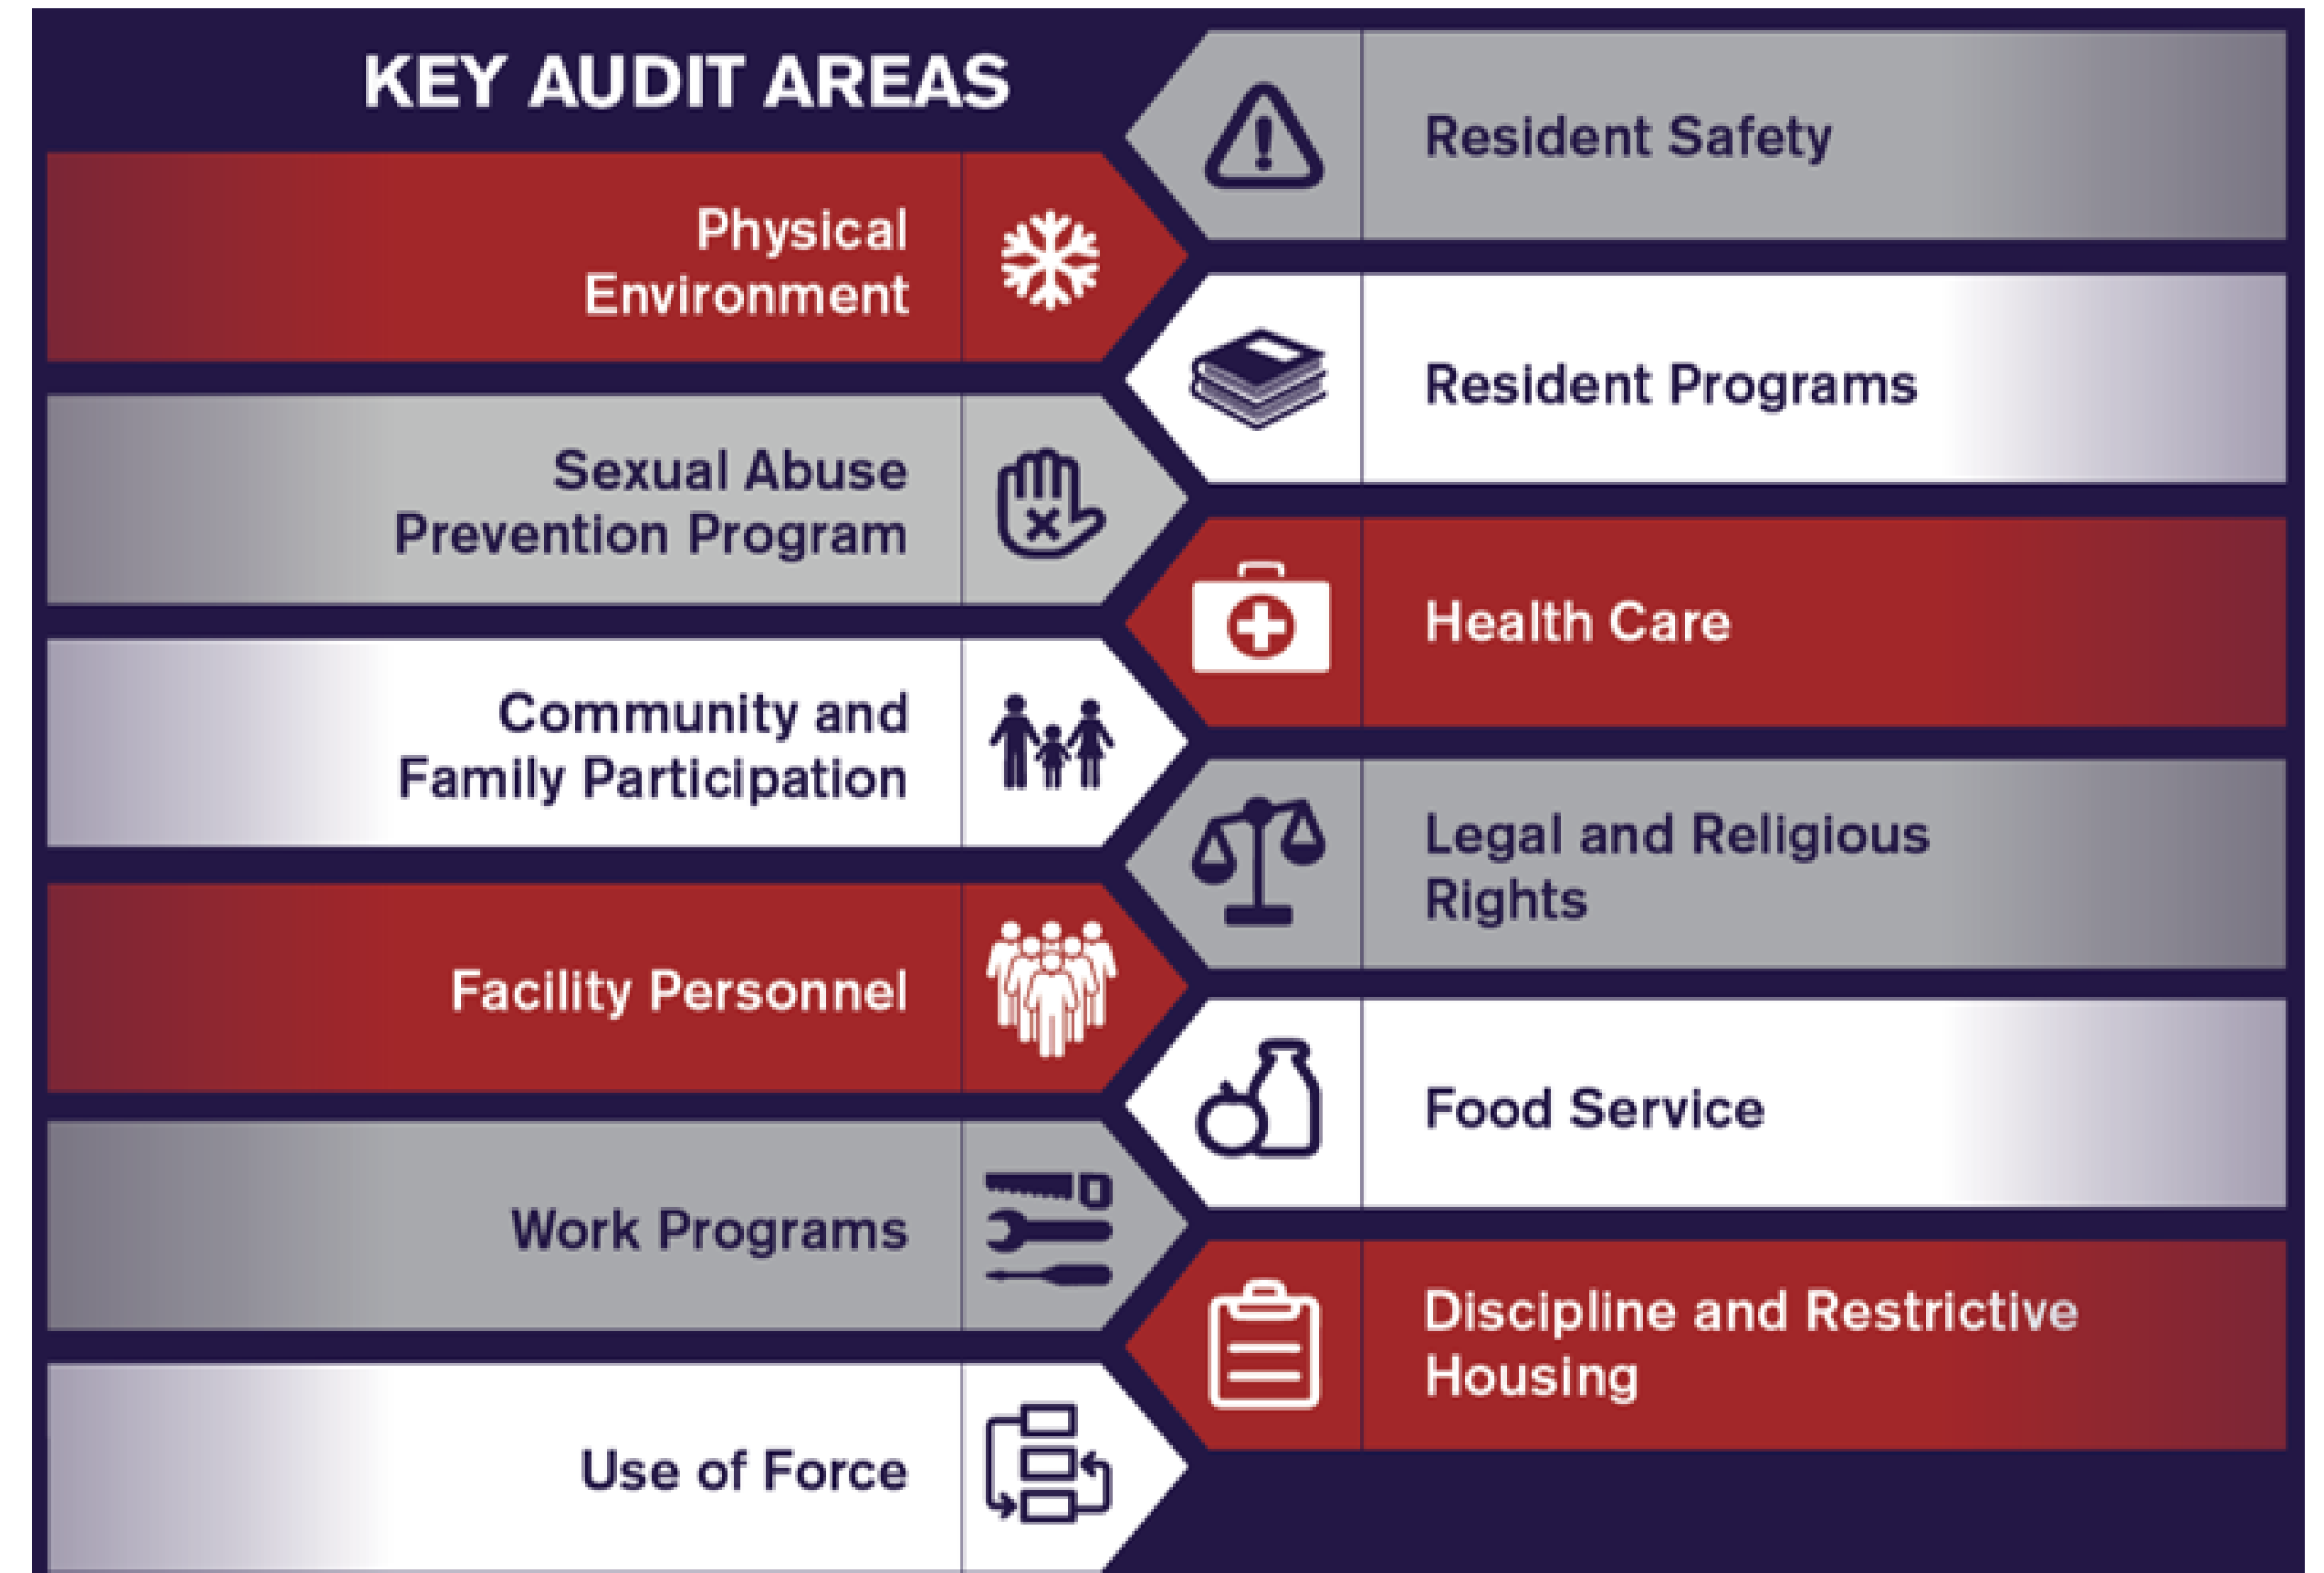 KEY AUDIT AREAS
Physical
Environment
Sexual Abuse
Prevention Program
Community and
Family Participation
Facility Personnel
Work Programs
Use of Force
Resident Safety
Resident Programs
Health Care
Legal and Religious
Rights
Food Service
Discipline and Restrictive
Housing